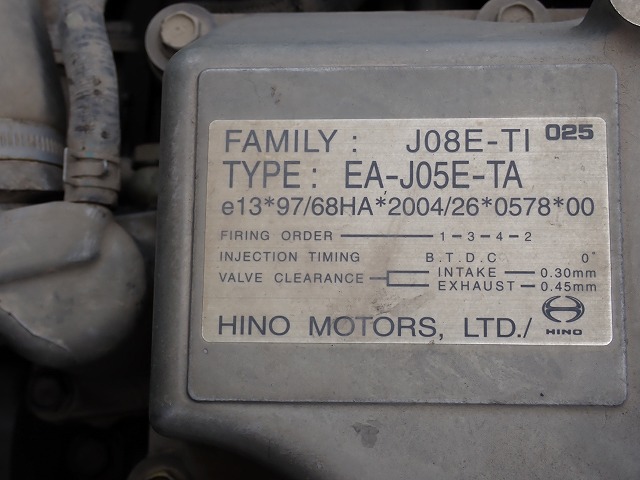 FAMILY : J08E-TI 025
TYPE : EA-J05E-TA
e13*97/68HA*2004/26*0578*00
FIRING ORDER 1-3-4-2
INJECTION TIMING B.T.D.C 0°
VALVE CLEARANCE INTAKE 0.30mm
EXHAUST 0.45mm
HINO MOTORS, LTD./ HINO